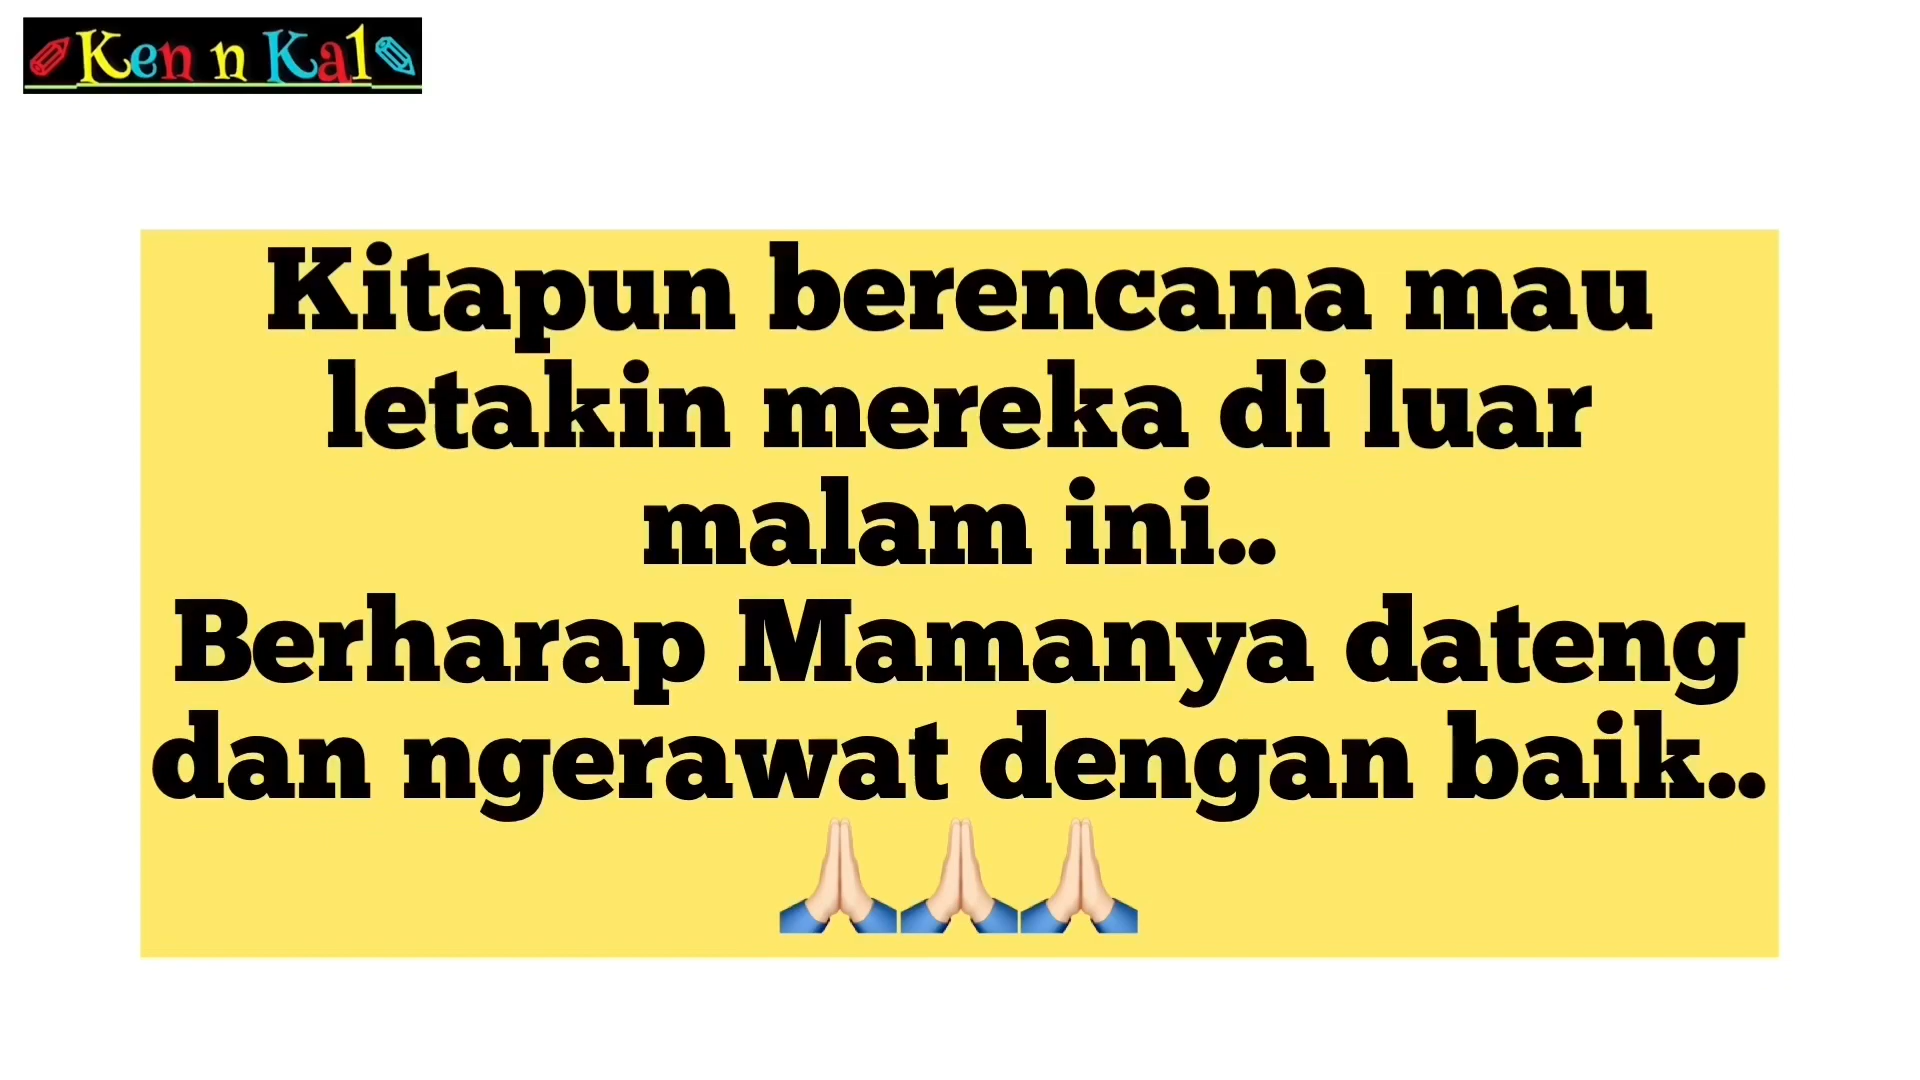 Ken n Kal
Kitapun berencana mau
letakin mereka di luar
malam ini..
Berharap Mamanya dateng
dan ngerawat dengan baik..
🙏🏻🙏🏻🙏🏻